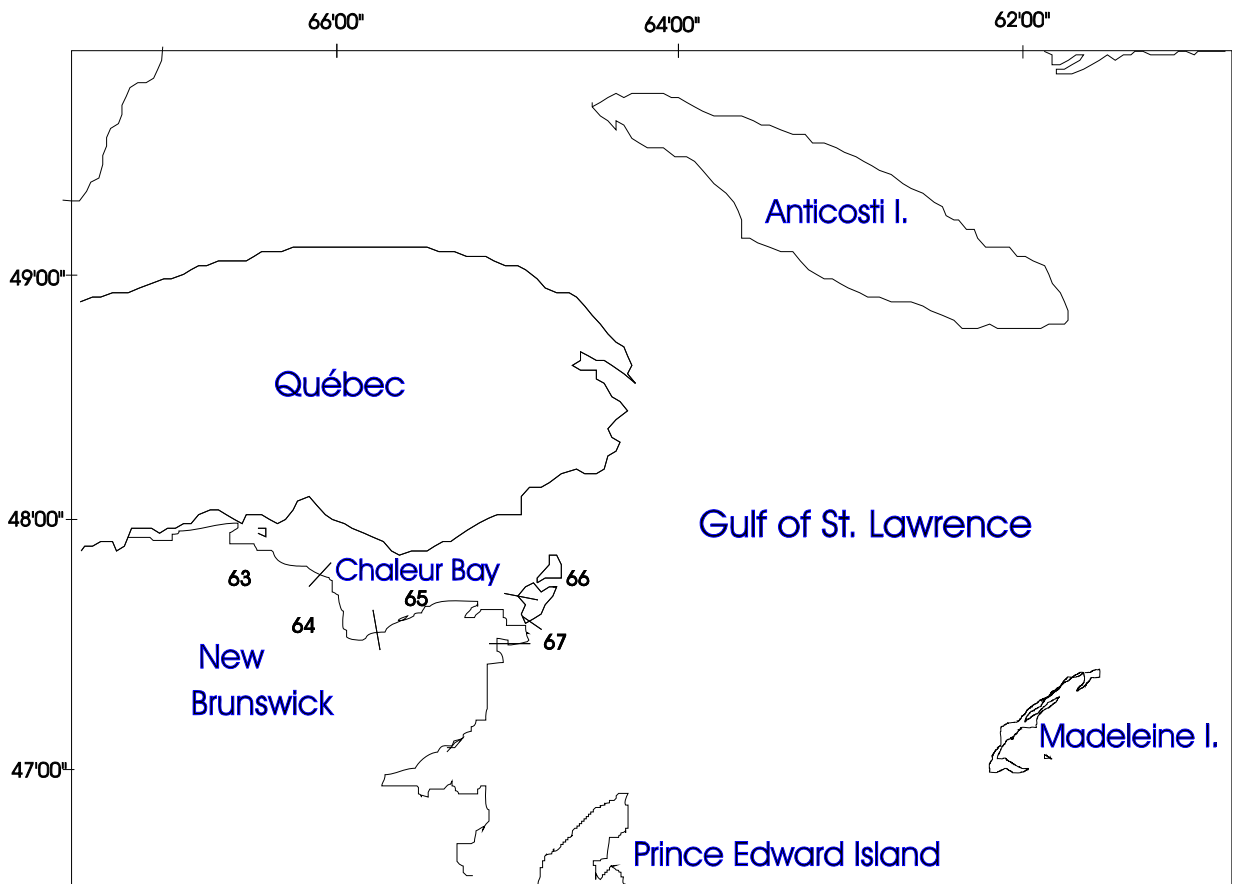 66'00"
64'00"
62'00"
Anticosti I.
49'00"
Québec
48'00"
Gulf of St. Lawrence
Chaleur Bay
63
66
65
64
67
New
Brunswick
Madeleine I.
47'00"
Prince Edward Island